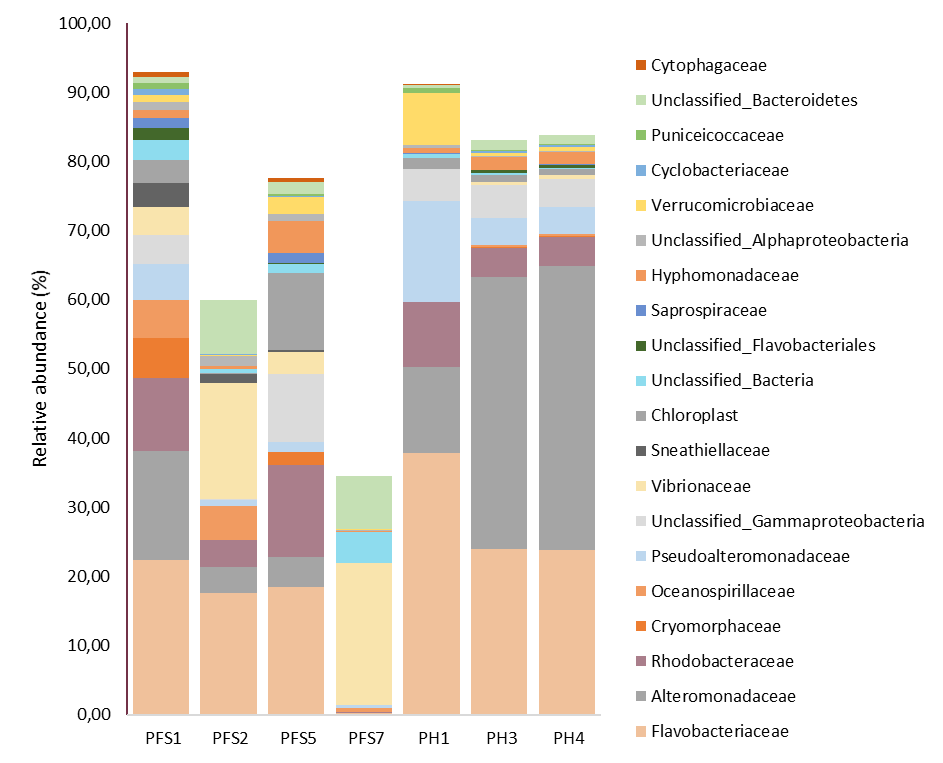 100,00
90,00
80,00
70,00
60,00
50,00
40,00
30,00
20,00
10,00
0,00
Relative abundance (%)
PFS1 PFS2 PFS5 PFS7 PH1 PH3 PH4
Cytophagaceae
Unclassified_Bacteroidetes
Puniceicoccaceae
Cyclobacteriaceae
Verrucomicrobiaceae
Unclassified_Alphaproteobacteria
Hyphomonadaceae
Saprospiraceae
Unclassified_Flavobacteriales
Unclassified_Bacteria
Chloroplast
Sneathiellaceae
Vibrionaceae
Unclassified_Gammaproteobacteria
Pseudoalteromonadaceae
Oceanospirillaceae
Cryomorphaceae
Rhodobacteraceae
Alteromonadaceae
Flavobacteriaceae